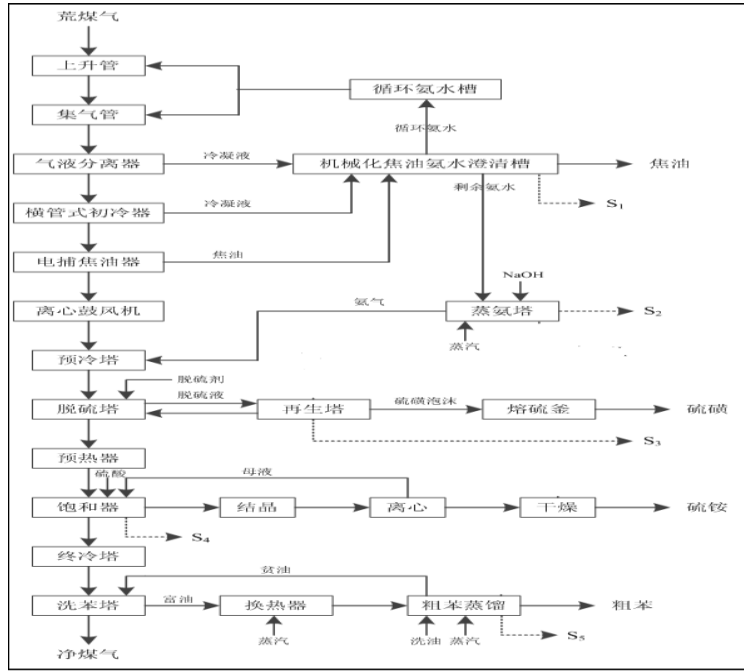 荒煤气
上升管
循环氨水槽
集气管
循环氨水
气液分离器
冷凝液
机械化焦油氨水澄清槽
焦油
剩余氨水
S1
横管式初冷器
冷凝液
电捕焦油器
焦油
NaOH
离心鼓风机
氨气
蒸氨塔
S2
预冷塔
蒸汽
脱硫剂
脱硫塔
脱硫液
再生塔
硫磺泡沫
熔硫釜
硫磺
S3
预热器
硫酸
母液
饱和器
结晶
离心
干燥
硫铵
S4
终冷塔
贫油
洗苯塔
富油
换热器
粗苯蒸馏
粗苯
蒸汽
洗油
蒸汽
S5
净煤气